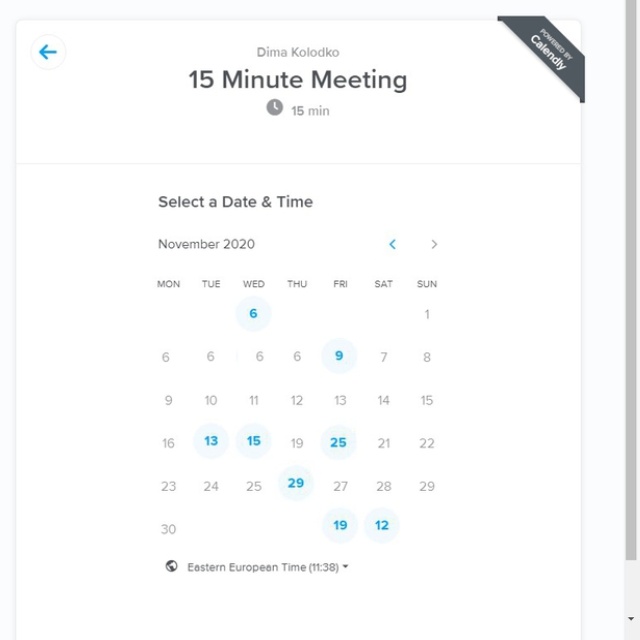 POWERED BY
Calendly
Dima Kolodko
15 Minute Meeting
15 min
Select a Date & Time
November 2020 < >
MON TUE WED THU FRI SAT SUN
6 1
6 6 6 6 9 7 8
9 10 11 12 13 14 15
16 13 15 19 25 21 22
23 24 25 29 27 28 29
30 19 12
Eastern European Time (11:38)